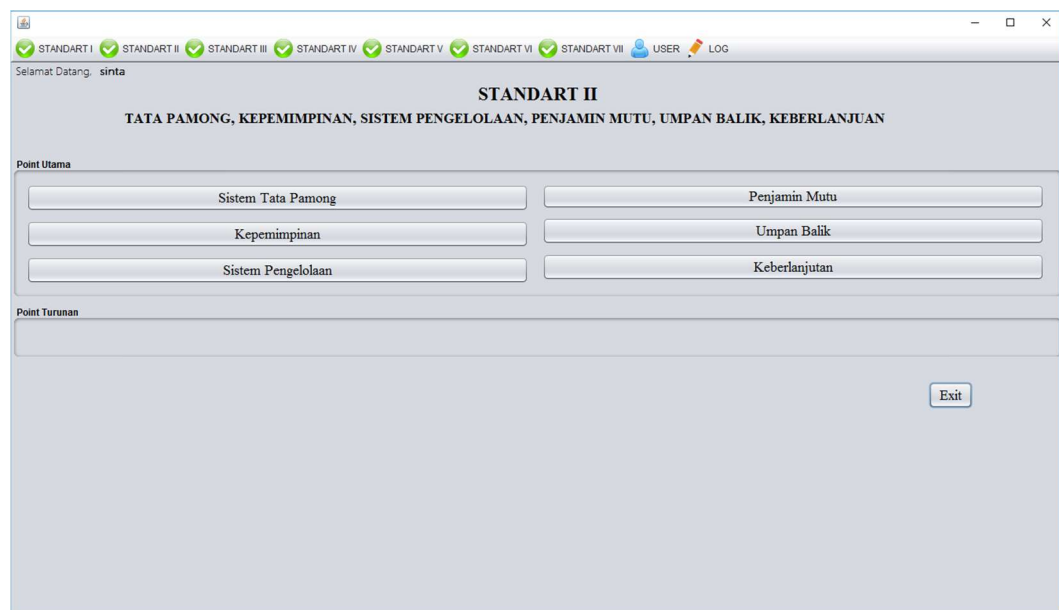 STANDART I STANDART II STANDART III STANDART IV STANDART V STANDART VI STANDART VII USER LOG
Selamat Datang, sinta
STANDART II
TATA PAMONG, KEPEMIMPINAN, SISTEM PENGELOLAAN, PENJAMIN MUTU, UMPAN BALIK, KEBERLANJUAN
Point Utama
Sistem Tata Pamong
Penjamin Mutu
Kepemimpinan
Umpan Balik
Sistem Pengelolaan
Keberlanjutan
Point Turunan
Exit